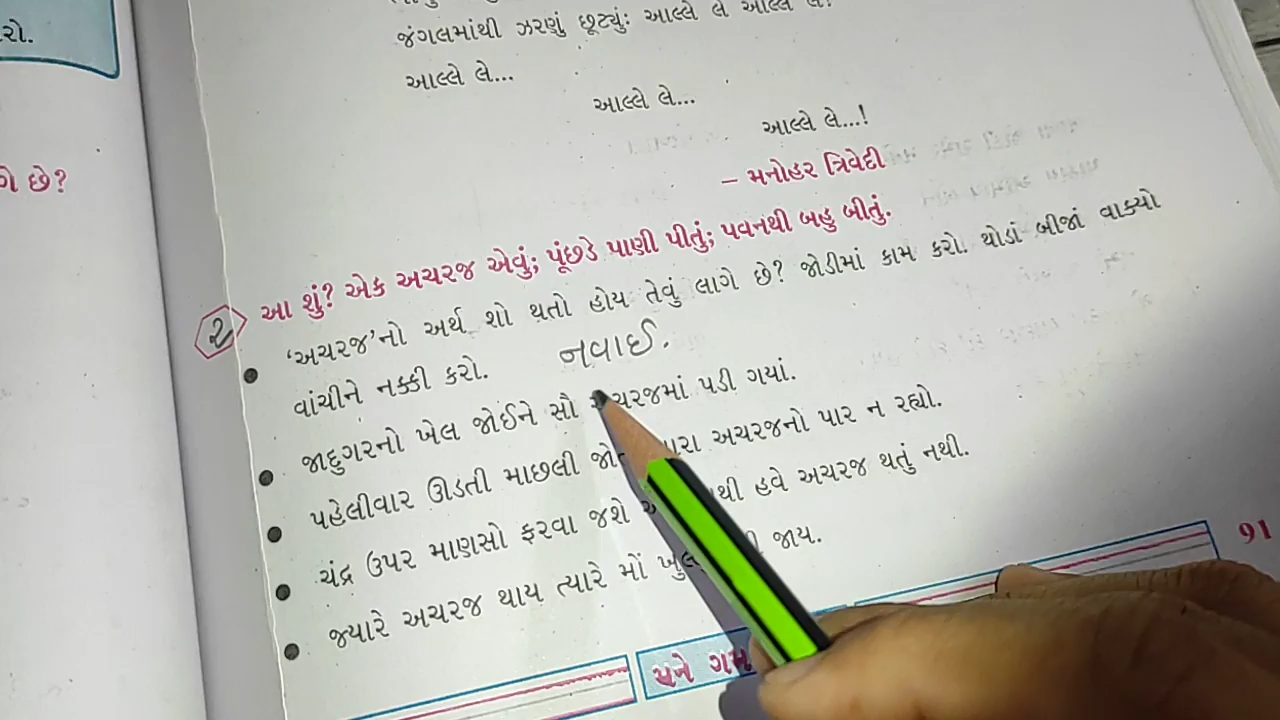 જંગલમાંથી ઝરણું છૂટ્યુંઃ આલ્લે લે આલ્લે લે!
આલ્લે લે...
આલ્લે લે...
આલ્લે લે...!
– મનોહર ત્રિવેદી
આ શું? એક અચરજ એવું; પૂંછડે પાણી પીતું; પવનથી બહુ બીતું.
2 ‘અચરજ’નો અર્થ શો થતો હોય તેવું લાગે છે? જોડીમાં કામ કરો. થોડાં બીજાં વાક્યો
વાંચીને નક્કી કરો. નવાઈ.
જાદુગરનો ખેલ જોઈને સૌ અચરજમાં પડી ગયાં.
પહેલીવાર ઊડતી માછલી અચરજનો પાર ન રહ્યો.
ચંદ્ર ઉપર માણસો ફરવા જશે હવે અચરજ થતું નથી.
જ્યારે અચરજ થાય ત્યારે મોં જાય.
91
રો.
છે?